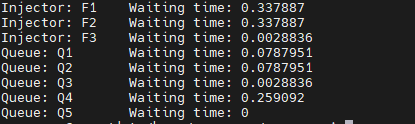 Injector: F1    Waiting time: 0.337887
Injector: F2    Waiting time: 0.337887
Injector: F3    Waiting time: 0.0028836
Queue: Q1       Waiting time: 0.0787951
Queue: Q2       Waiting time: 0.0787951
Queue: Q3       Waiting time: 0.0028836
Queue: Q4       Waiting time: 0.259092
Queue: Q5       Waiting time: 0